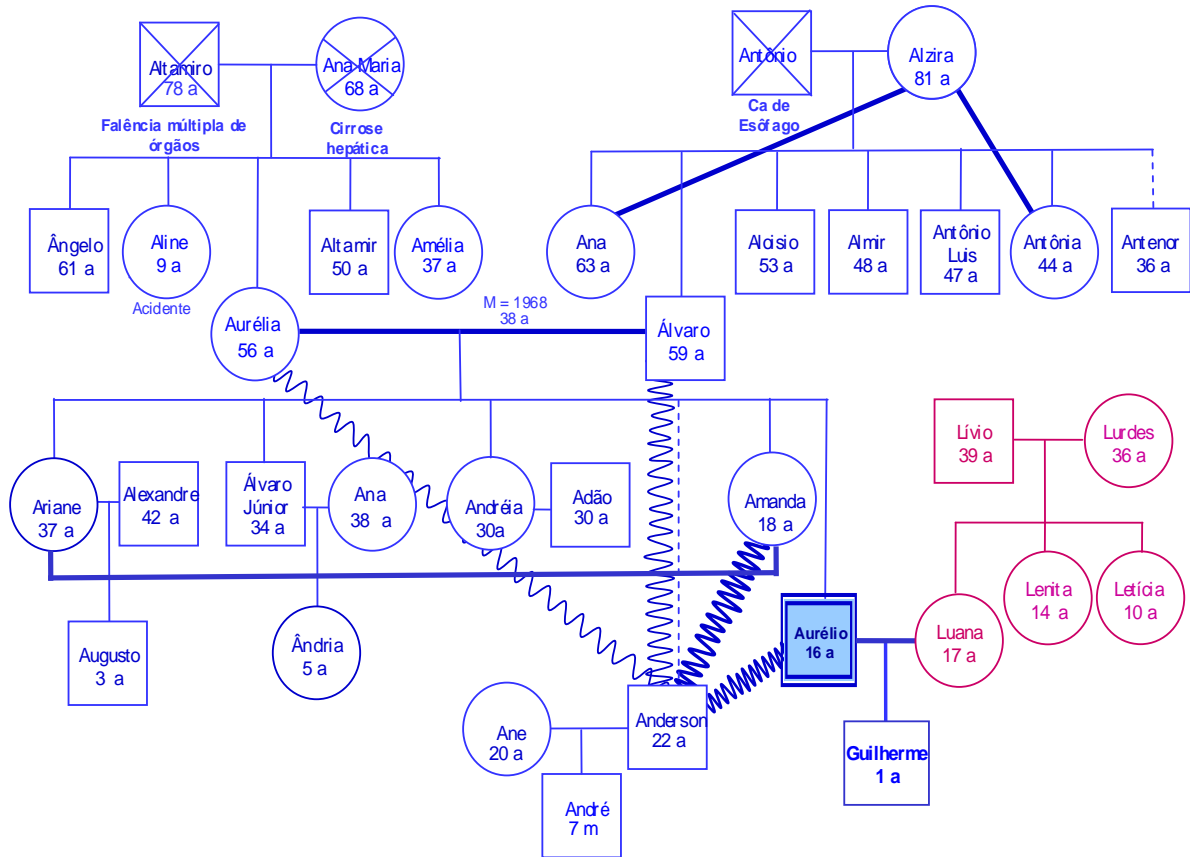 Altamiro
78 a
Ana Maria
68 a
Antônio
Alzira
81 a
Falência múltipla de
órgãos
Cirrose
hepática
Ca de
Esôfago
Ângelo
61 a
Aline
9 a
Acidente
Altamir
50 a
Amélia
37 a
Ana
63 a
Aloisio
53 a
Almir
48 a
Antônio
Luis
47 a
Antônia
44 a
Antenor
36 a
Aurélia
56 a
M = 1968
38 a
Álvaro
59 a
Ariane
37 a
Alexandre
42 a
Álvaro
Júnior
34 a
Ana
38 a
Andréia
30a
Adão
30 a
Amanda
18 a
Lívio
39 a
Lurdes
36 a
Augusto
3 a
Ândria
5 a
Aurélio
16 a
Luana
17 a
Lenita
14 a
Letícia
10 a
Ane
20 a
Anderson
22 a
Guilherme
1 a
André
7 m